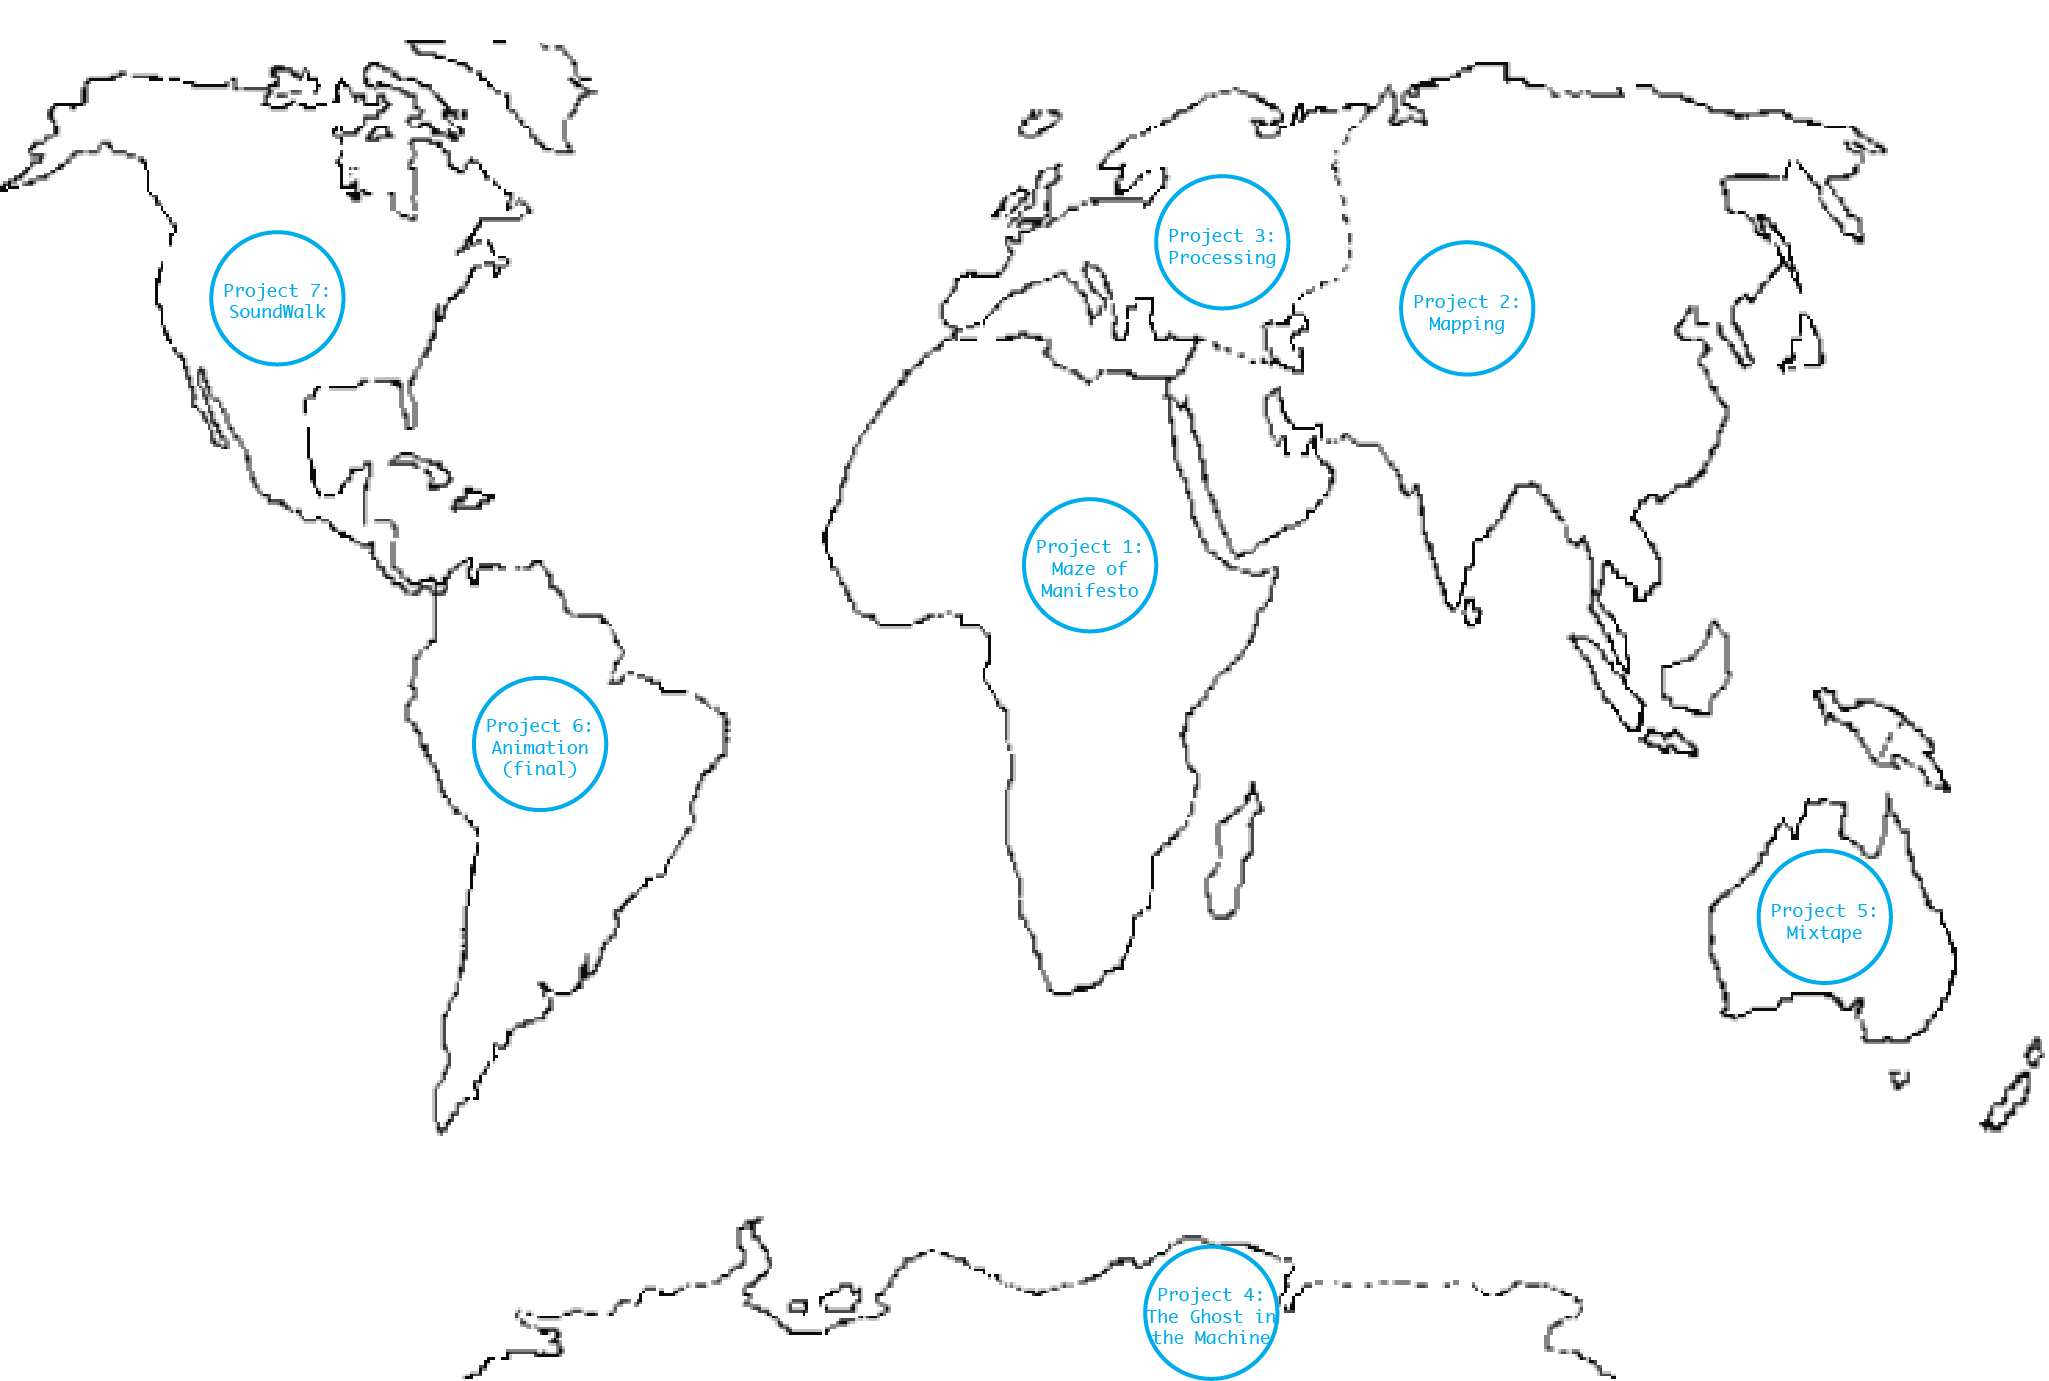 Project 3:
Processing
Project 7:
SoundWalk
Project 2:
Mapping
Project 1:
Maze of
Manifesto
Project 6:
Animation
(final)
Project 5:
Mixtape
Project 4:
The Ghost in
the Machine